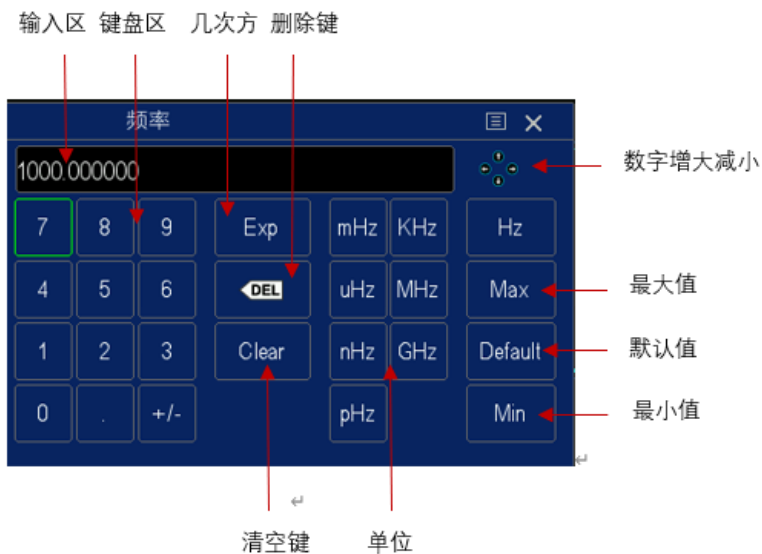 输入区 键盘区 几次方 删除键
频率
1000.000000
数字增大减小
7 8 9 Exp mHz KHz Hz
4 5 6 DEL uHz MHz Max 最大值
1 2 3 Clear nHz GHz Default 默认值
0 . +/- pHz Min 最小值
清空键 单位